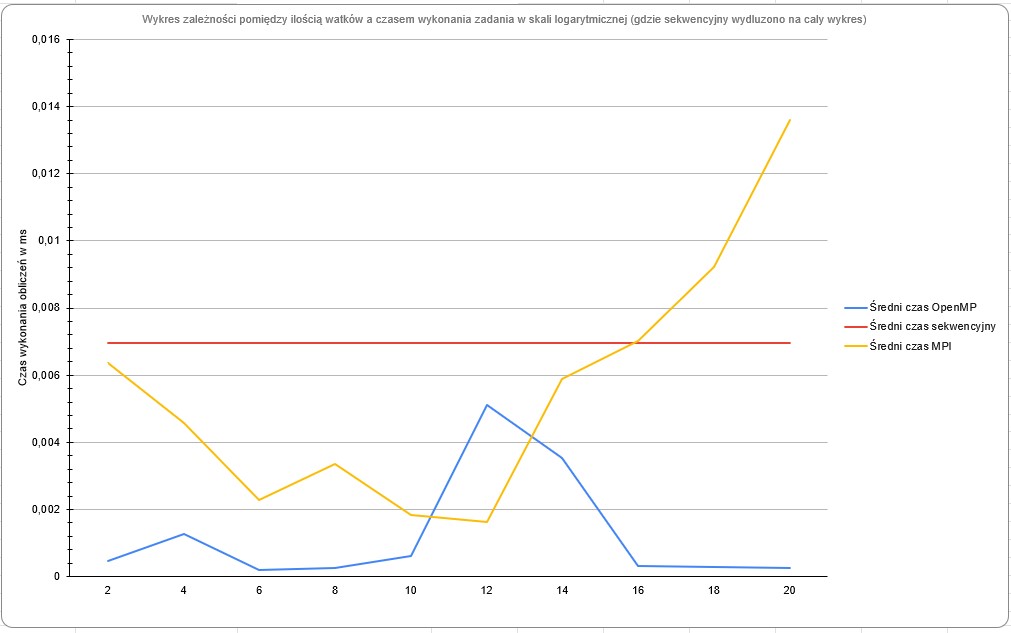 Wykres zależności pomiędzy ilością watków a czasem wykonania zadania w skali logarytmicznej (gdzie sekwencyjny wydluzono na caly wykres)
0,016
0,014
0,012
0,01
0,008
0,006
0,004
0,002
0
Czas wykonania obliczeń w ms
2 4 6 8 10 12 14 16 18 20
Średni czas OpenMP
Średni czas sekwencyjny
Średni czas MPI